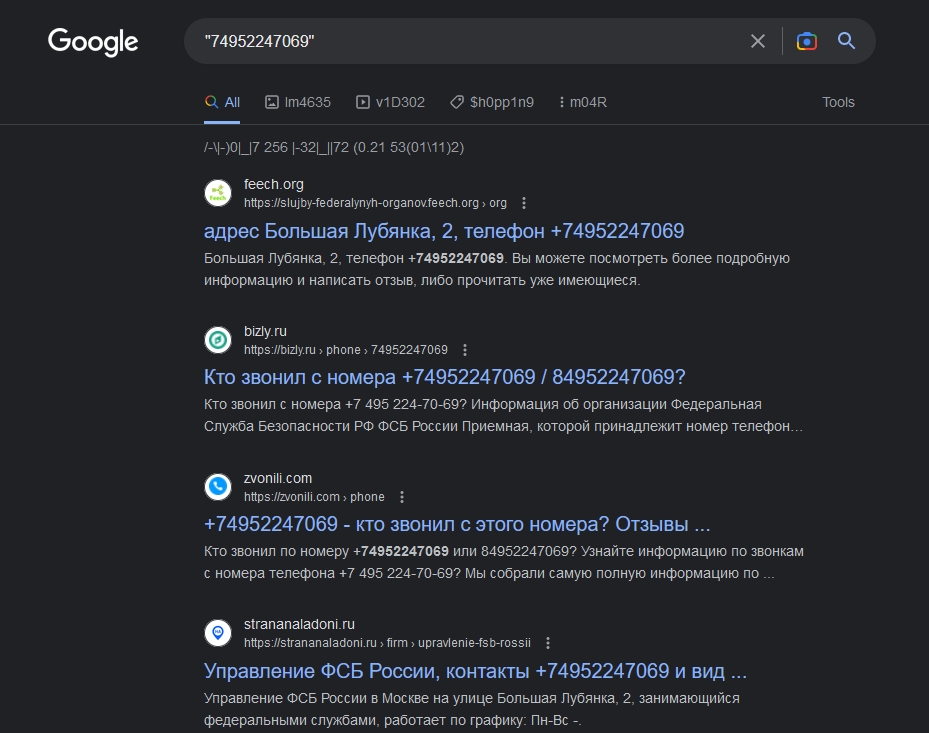 Google
"74952247069"
All
Im4635
v1D302
$h0pp1n9
m04R
Tools
/-\|-)0|_|7 256 |-32|_||72 (0.21 53(01\11)2)
feech.org
https://slujby-federalynyh-organov.feech.org › org
адрес Большая Лубянка, 2, телефон +74952247069
Большая Лубянка, 2, телефон +74952247069. Вы можете посмотреть более подробную
информацию и написать отзыв, либо прочитать уже имеющиеся.
bizly.ru
https://bizly.ru › phone › 74952247069
Кто звонил с номера +74952247069 / 84952247069?
Кто звонил с номера +7 495 224-70-69? Информация об организации Федеральная
Служба Безопасности РФ ФСБ России Приемная, которой принадлежит номер телефон...
zvonili.com
https://zvonili.com › phone
+74952247069 - кто звонил с этого номера? Отзывы ...
Кто звонил по номеру +74952247069 или 84952247069? Узнайте информацию по звонкам
с номера телефона +7 495 224-70-69? Мы собрали самую полную информацию по ...
strananaladoni.ru
https://strananaladoni.ru › firm › upravlenie-fsb-rossii
Управление ФСБ России, контакты +74952247069 и вид ...
Управление ФСБ России в Москве на улице Большая Лубянка, 2, занимающийся
федеральными службами, работает по графику: Пн-Вс -.